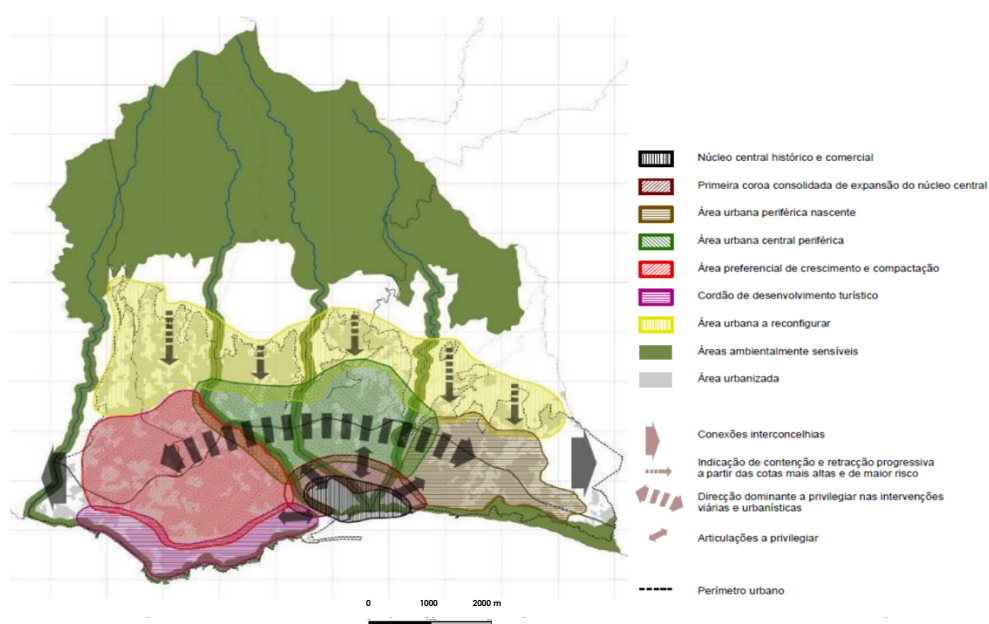 Núcleo central histórico e comercial
Primeira coroa consolidada de expansão do núcleo central
Área urbana periférica nascente
Área urbana central periférica
Área preferencial de crescimento e compactação
Cordão de desenvolvimento turístico
Área urbana a reconfigurar
Áreas ambientalmente sensíveis
Área urbanizada
Conexões interconcelhias
Indicação de contenção e retracção progressiva
a partir das cotas mais altas e de maior risco
Direcção dominante a privilegiar nas intervenções
viárias e urbanísticas
Articulações a privilegiar
Perímetro urbano
0 1000 2000 m